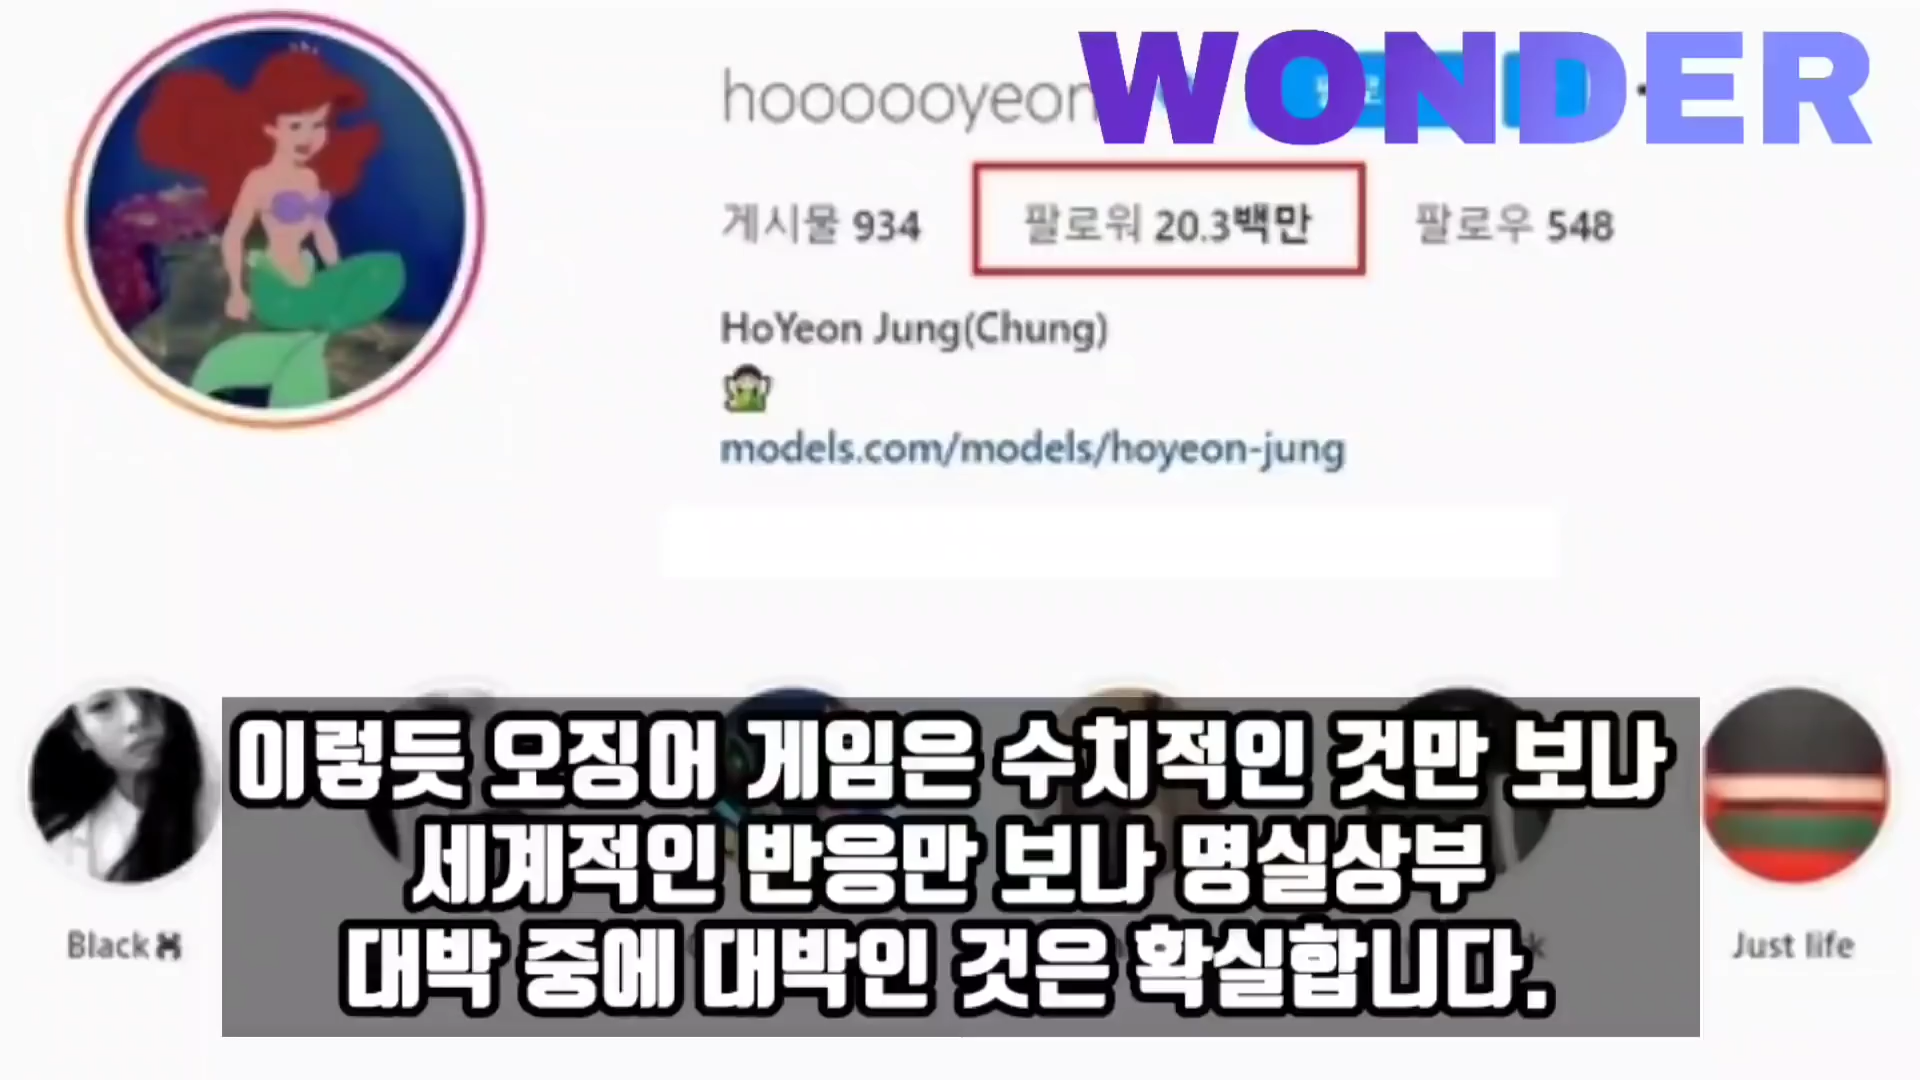 WONDER
hoooooyeon
게시물 934 팔로워 20.3백만 팔로우 548
HoYeon Jung(Chung)
models.com/models/hoyeon-jung
이렇듯 오징어 게임은 수치적인 것만 보나
세계적인 반응만 보나 명실상부
대박 중에 대박인 것은 확실합니다.
Black
Just life